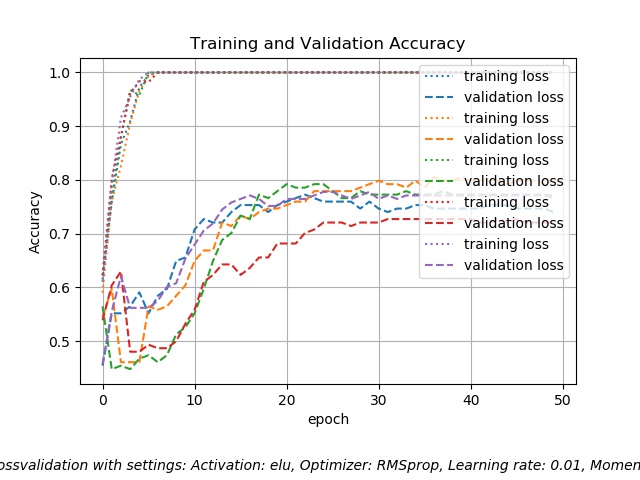 Training and Validation Accuracy
1.0
0.9
0.8
0.7
0.6
0.5
Accuracy
training loss
validation loss
training loss
validation loss
training loss
validation loss
training loss
validation loss
training loss
validation loss
0 10 20 30 40 50
epoch
ossvalidation with settings: Activation: elu, Optimizer: RMSprop, Learning rate: 0.01, Momen